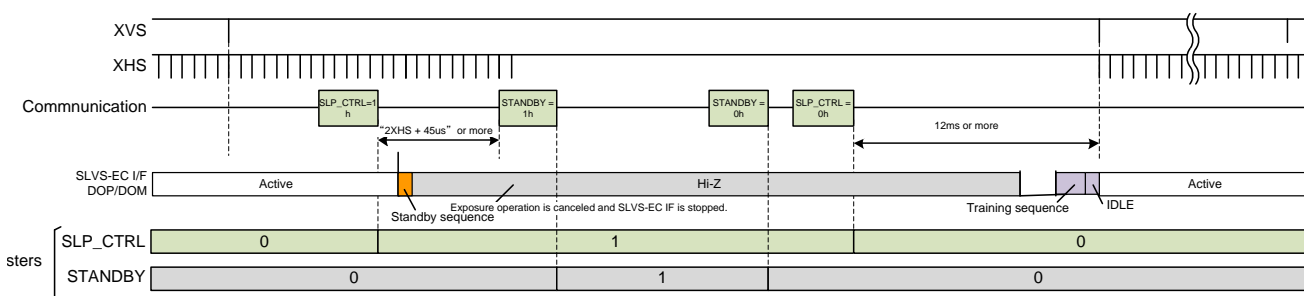 XVS
XHS
Commnunication
SLP_CTRL=1
h
STANDBY =
1h
STANDBY =
0h
SLP_CTRL =
0h
“2XHS + 45us” or more
12ms or more
SLVS-EC I/F
DOP/DOM
Active
Hi-Z
Active
Standby sequence
Exposure operation is canceled and SLVS-EC IF is stopped.
Training sequence
IDLE
sters
SLP_CTRL
0
1
0
STANDBY
0
1
0